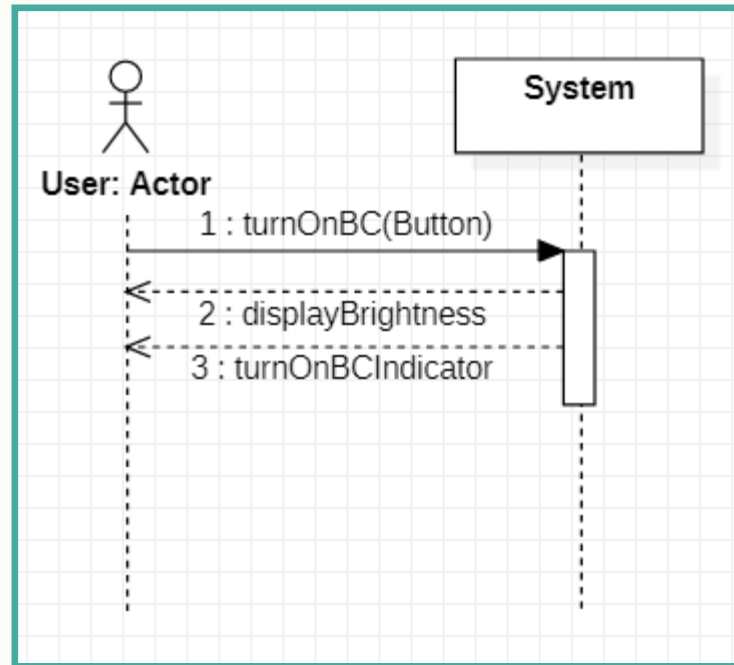 System
User: Actor
1 : turnOnBC(Button)
2 : displayBrightness
3 : turnOnBCIndicator